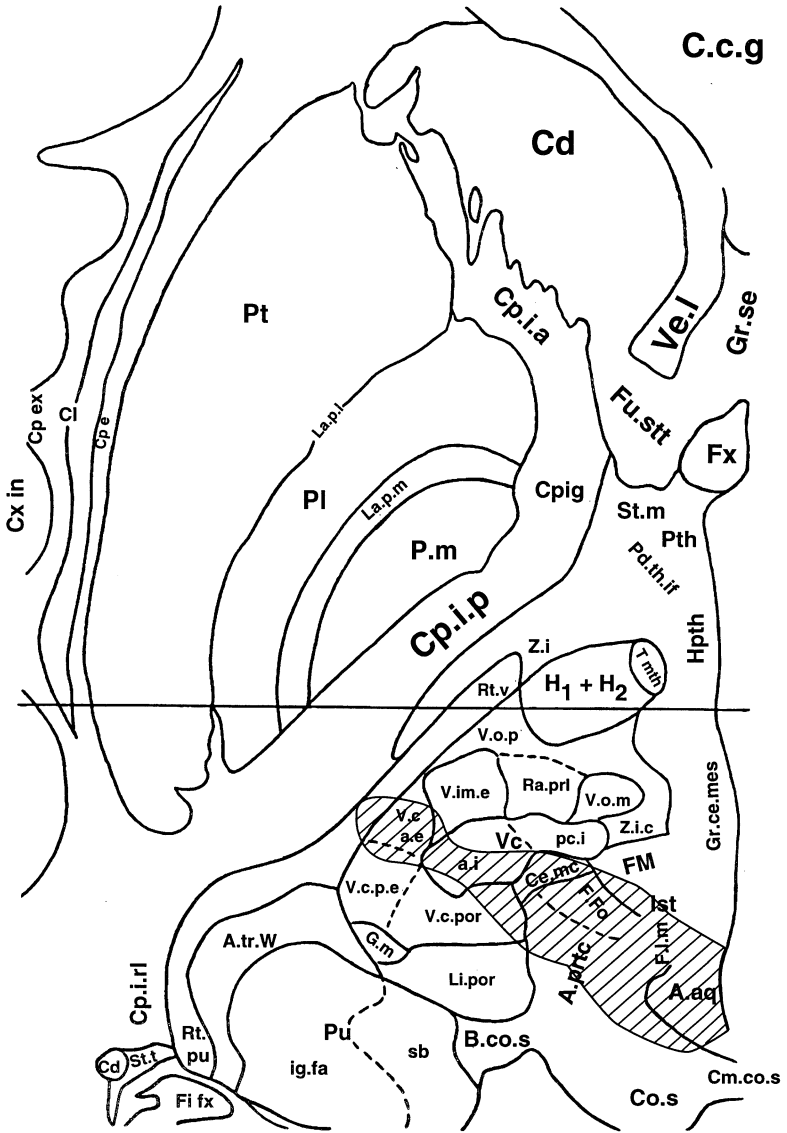 C.c.g
Cd
Pt
Cp.i.a
Ve.l
Gr.se
Cp ex
Cl
Cp e
La.p.l
Fu.stt
Fx
Cx in
Pl
La.p.m
Cpig
St.m
P.m
Pth
Pd.th.if
Cp.i.p
Hpth
Z.i
T mth
Rt.v
H1 + H2
V.o.p
V.im.e
Ra.prl
V.o.m
Gr.ce.mes
V.c
a.e
Vc
pc.i
Z.i.c
a.i
Ce.mc
FM
V.c.p.e
F.Fo
Ist
V.c.por
A.tr.W
G.m
F.l.m
Cp.i.rl
Li.por
A.prtc
A.aq
Rt.
pu
Pu
B.co.s
sb
Cd
St.t
ig.fa
Cm.co.s
Fi fx
Co.s